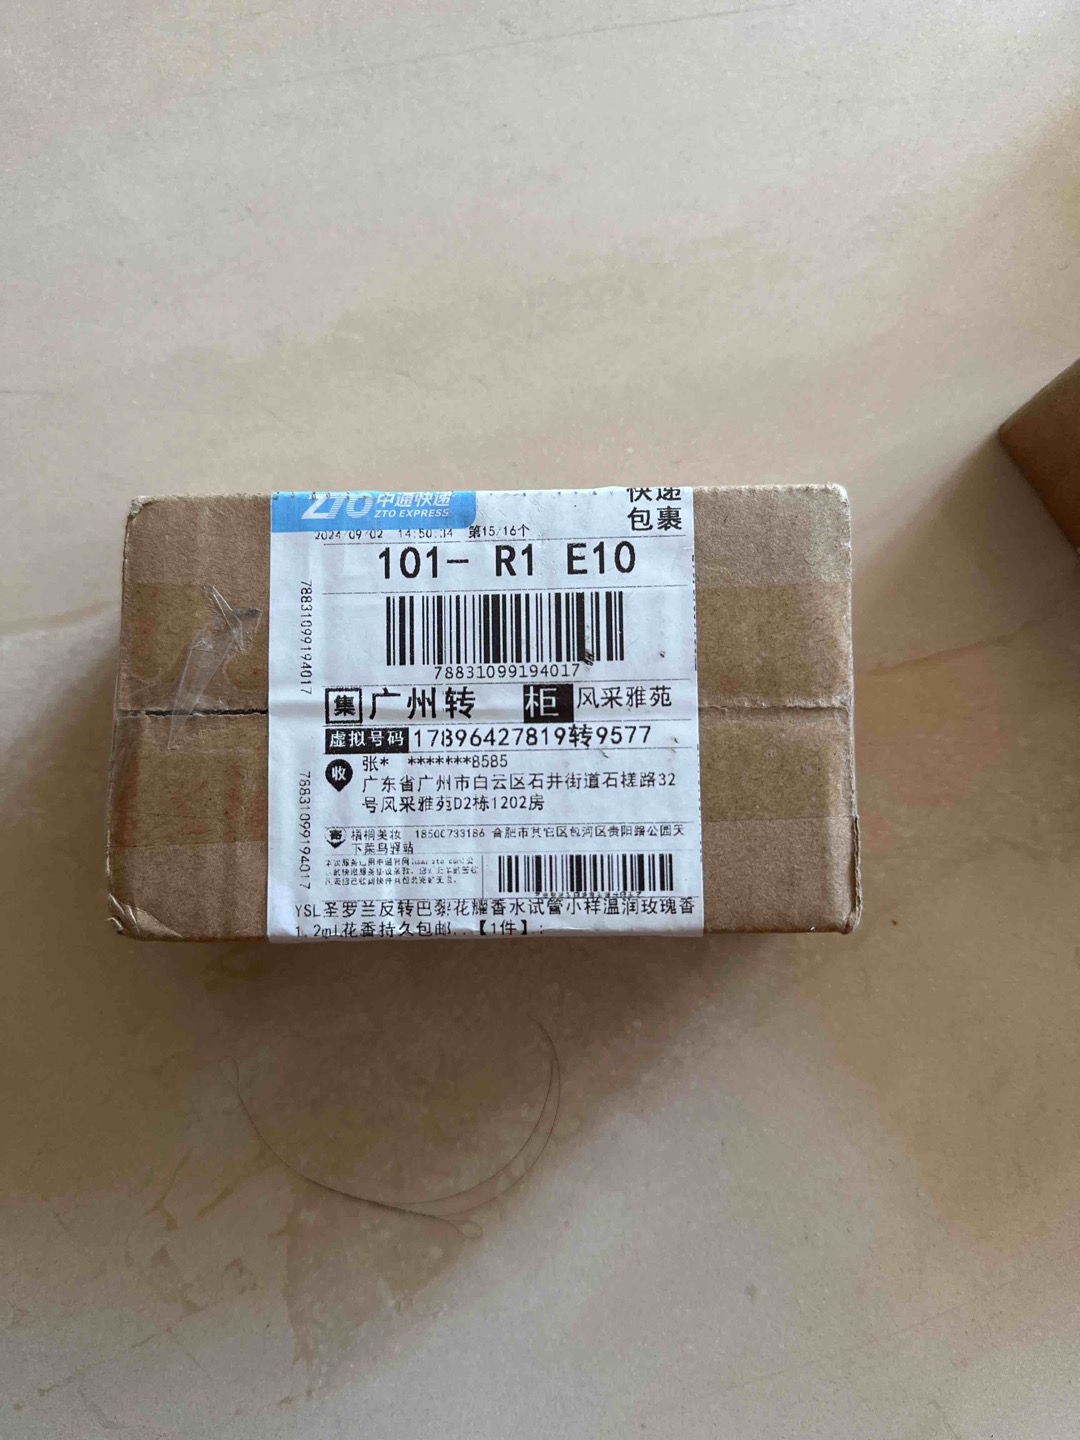 ZTO 中通快递
ZTO EXPRESS
快递
包裹
2024/09/02 14:50:34 第15/16个
101- R1 E10
78831099194017
78831099194017
集 广州转 柜 风采雅苑
虚拟号码 17896427819转9577
收 张* *******8585
广东省广州市白云区石井街道石槎路32
号风采雅苑D2栋1202房
78831099194017
寄 梧桐美妆 18500733186 合肥市其它区包河区贵阳路公园天
下菜鸟驿站
78831099194017
YSL圣罗兰反转巴黎花耀香水试管小样温润玫瑰香
1.2ml花香持久包邮..【1件】;